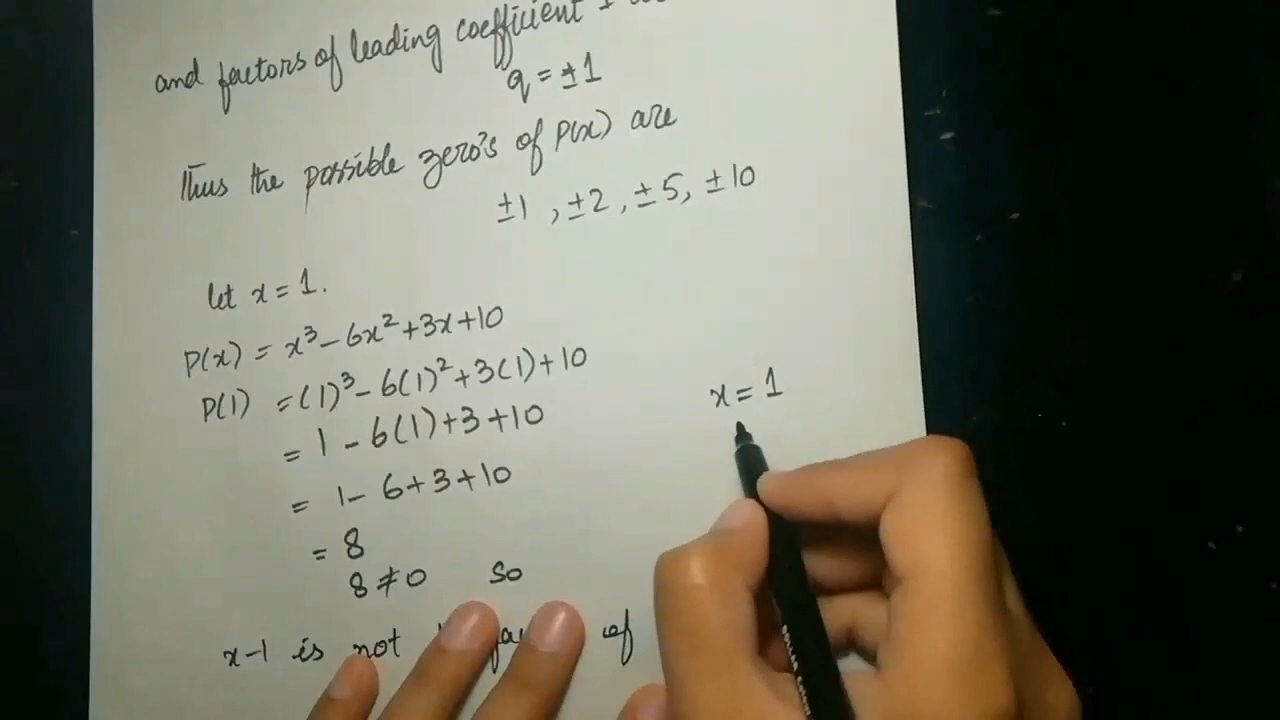 and factors of leading coefficient
q = ±1
Thus the possible zero's of P(x) are
±1 , ±2 , ±5, ±10
let x = 1.
P(x) = x³ - 6x² + 3x + 10
P(1) = (1)³ - 6(1)² + 3(1) + 10
= 1 - 6(1) + 3 + 10
= 1 - 6 + 3 + 10
= 8
8 ≠ 0 so
x-1 is not of
x = 1